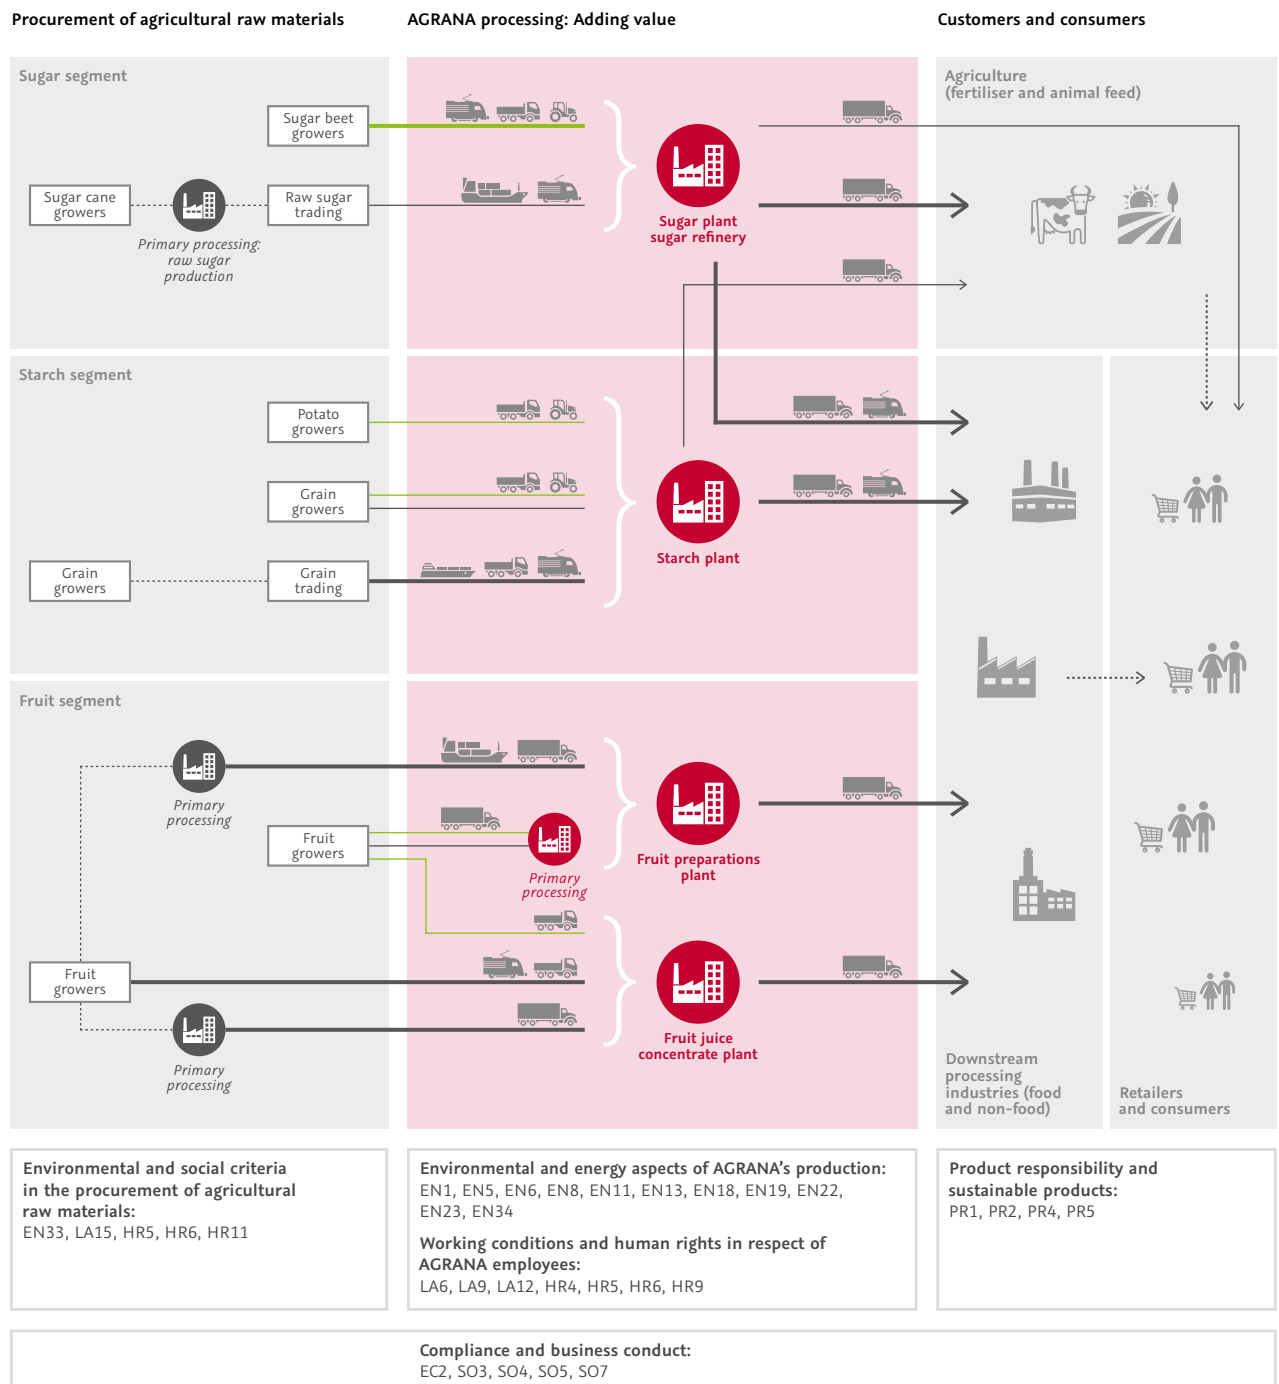 Procurement of agricultural raw materials
AGRANA processing: Adding value
Customers and consumers
Sugar segment
Sugar beet
growers
Sugar cane
growers
Raw sugar
trading
Primary processing:
raw sugar
production
Sugar plant
sugar refinery
Agriculture
(fertiliser and animal feed)
Starch segment
Potato
growers
Grain
growers
Grain
growers
Grain
trading
Starch plant
Fruit segment
Primary
processing
Fruit
growers
Primary
processing
Fruit preparations
plant
Fruit
growers
Primary
processing
Fruit juice
concentrate plant
Downstream
processing
industries (food
and non-food)
Retailers
and consumers
Environmental and social criteria
in the procurement of agricultural
raw materials:
EN33, LA15, HR5, HR6, HR11
Environmental and energy aspects of AGRANA's production:
EN1, EN5, EN6, EN8, EN11, EN13, EN18, EN19, EN22,
EN23, EN34
Working conditions and human rights in respect of
AGRANA employees:
LA6, LA9, LA12, HR4, HR5, HR6, HR9
Product responsibility and
sustainable products:
PR1, PR2, PR4, PR5
Compliance and business conduct:
EC2, SO3, SO4, SO5, SO7